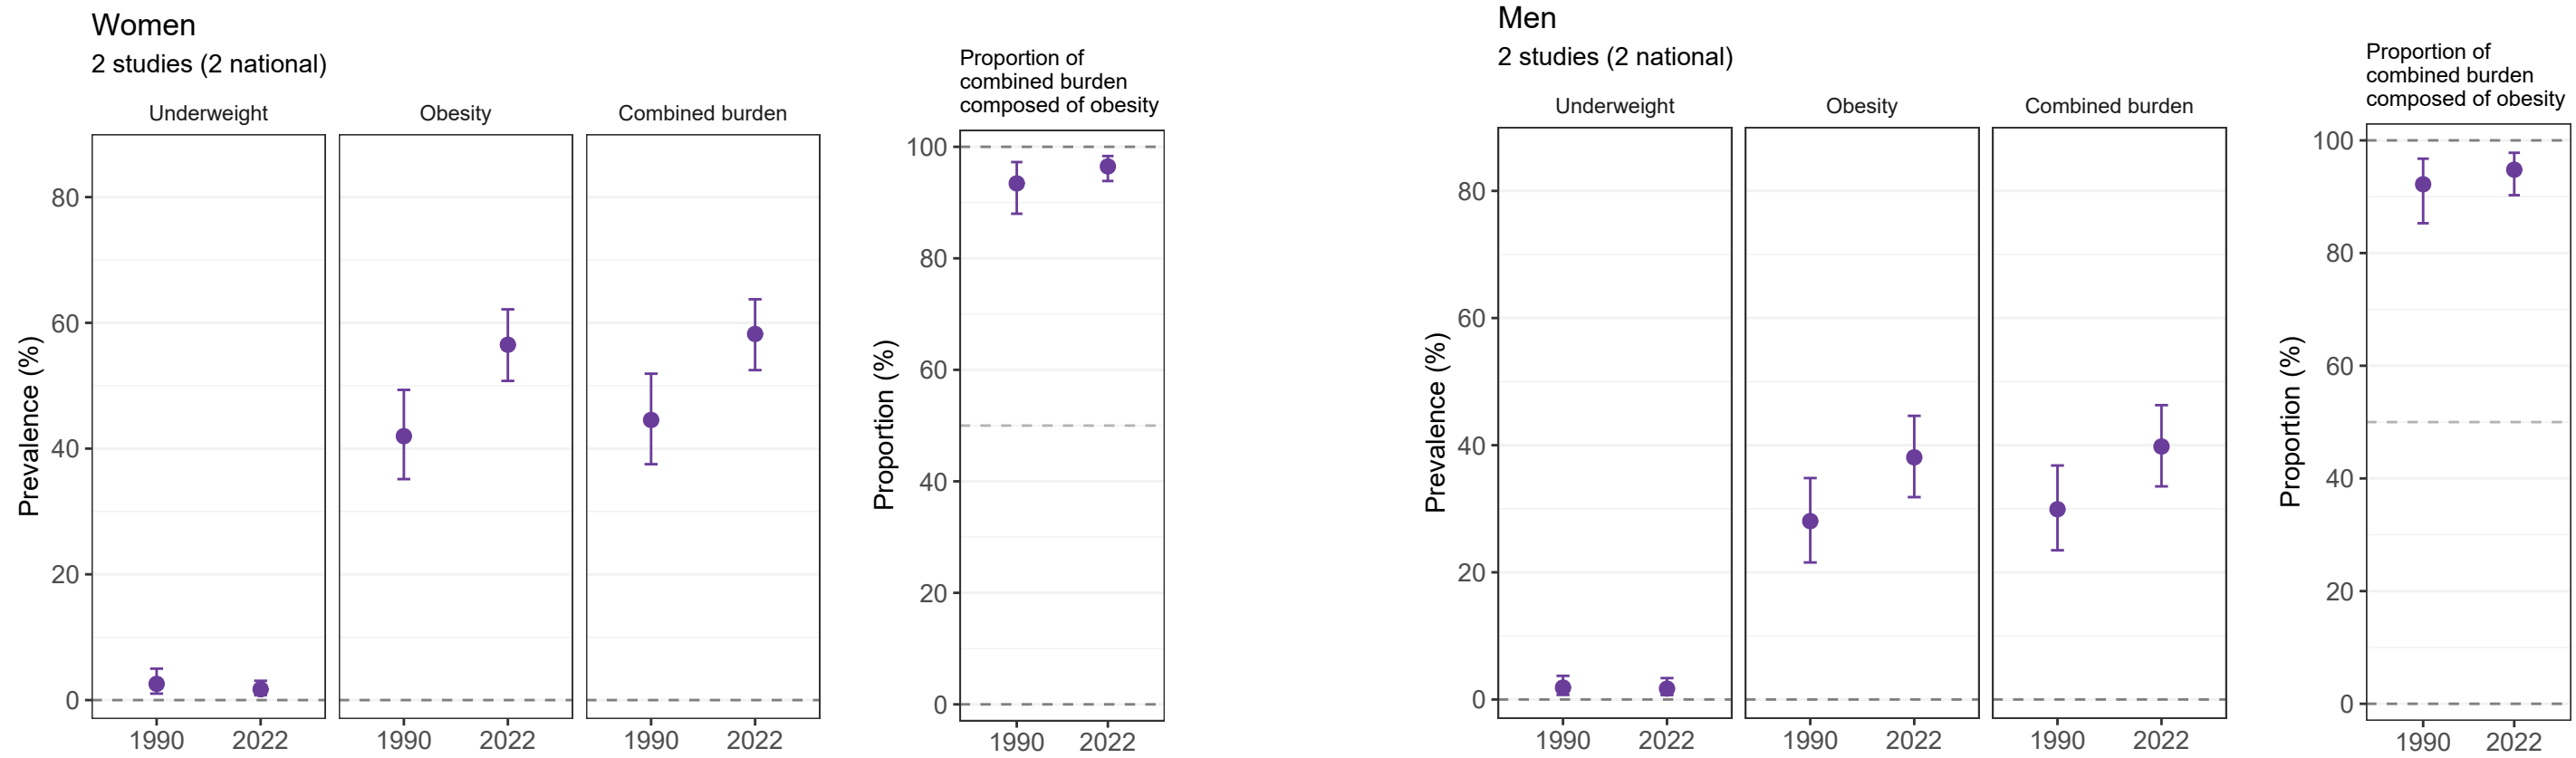 Women
2 studies (2 national)
Underweight
Obesity
Combined burden
Prevalence (%)
80
60
40
20
0
1990 2022
1990 2022
1990 2022
Proportion of
combined burden
composed of obesity
Proportion (%)
100
80
60
40
20
0
1990 2022
Men
2 studies (2 national)
Underweight
Obesity
Combined burden
Prevalence (%)
80
60
40
20
0
1990 2022
1990 2022
1990 2022
Proportion of
combined burden
composed of obesity
Proportion (%)
100
80
60
40
20
0
1990 2022